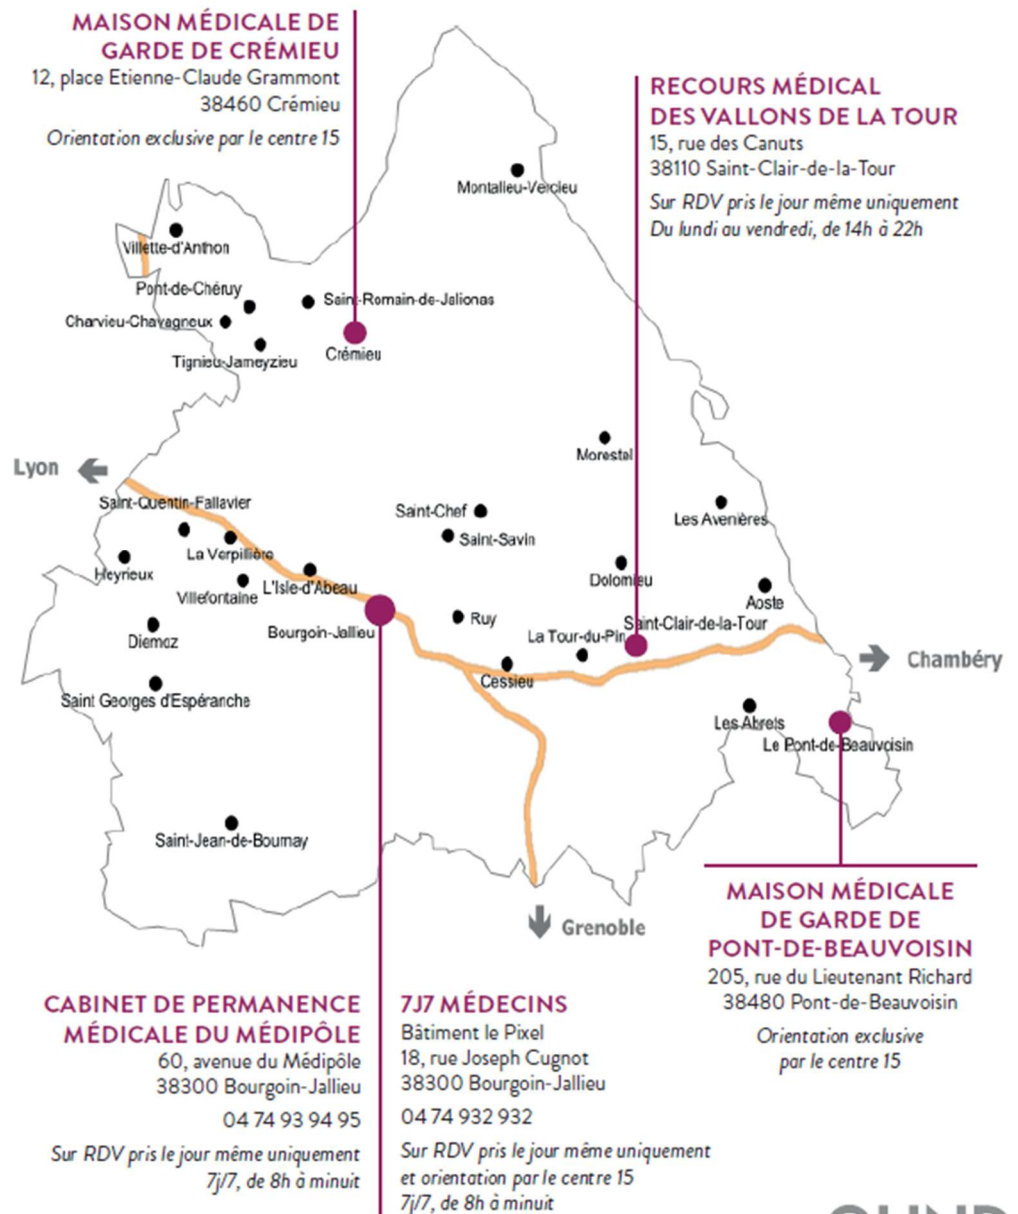 MAISON MÉDICALE DE
GARDE DE CRÉMIEU
12, place Etienne-Claude Grammont
38460 Crémieu
Orientation exclusive par le centre 15
RECOURS MÉDICAL
DES VALLONS DE LA TOUR
15, rue des Canuts
38110 Saint-Clair-de-la-Tour
Sur RDV pris le jour même uniquement
Du lundi au vendredi, de 14h à 22h
Montalieu-Vercieu
Villette-d'Anthon
Pont-de-Chéruy
Saint-Romain-de-Jalionas
Charvieu-Chavagneux
Tignieu-Jameyzieu
Crémieu
Morestel
Lyon
Saint-Quentin-Fallavier
Saint-Chef
Les Avenières
Saint-Savin
La Verpillière
Heyrieux
L'Isle-d'Abeau
Dolomieu
Villefontaine
Aoste
Ruy
Saint-Clair-de-la-Tour
Bourgoin-Jallieu
La Tour-du-Pin
Diemoz
Chambéry
Cessieu
Saint Georges d'Espéranche
Les Abrets
Le Pont-de-Beauvoisin
Saint-Jean-de-Bournay
Grenoble
MAISON MÉDICALE
DE GARDE DE
PONT-DE-BEAUVOISIN
205, rue du Lieutenant Richard
38480 Pont-de-Beauvoisin
Orientation exclusive
par le centre 15
CABINET DE PERMANENCE
MÉDICALE DU MÉDIPÔLE
60, avenue du Médipôle
38300 Bourgoin-Jallieu
04 74 93 94 95
Sur RDV pris le jour même uniquement
7j/7, de 8h à minuit
7J7 MÉDECINS
Bâtiment le Pixel
18, rue Joseph Cugnot
38300 Bourgoin-Jallieu
04 74 932 932
Sur RDV pris le jour même uniquement
et orientation par le centre 15
7j/7, de 8h à minuit